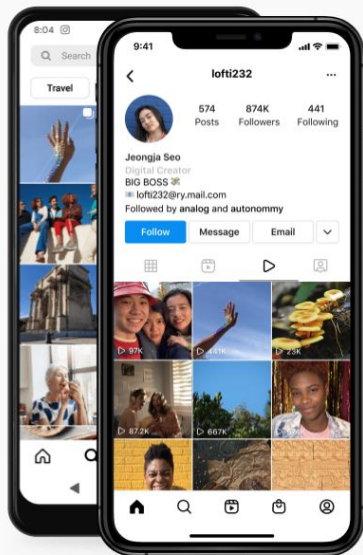 8:04
Search
Travel
9:41
lofti232
574
874K
441
Posts
Followers
Following
Jeongja Seo
Digital Creator
BIG BOSS
lofti232@ry.mail.com
Followed by analog and autonommy
Follow
Message
Email
97K
441K
23K
87.2K
667K